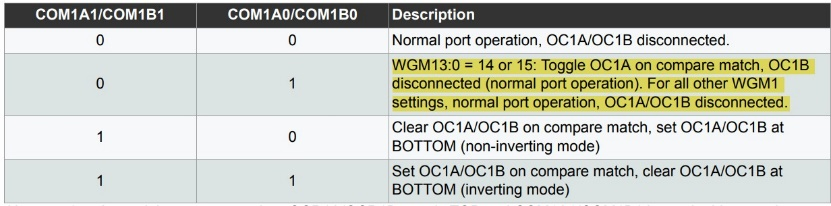 COM1A1/COM1B1 COM1A0/COM1B0 Description
0 0 Normal port operation, OC1A/OC1B disconnected.
0 1 WGM13:0 = 14 or 15: Toggle OC1A on compare match, OC1B
disconnected (normal port operation). For all other WGM1
settings, normal port operation, OC1A/OC1B disconnected.
1 0 Clear OC1A/OC1B on compare match, set OC1A/OC1B at
BOTTOM (non-inverting mode)
1 1 Set OC1A/OC1B on compare match, clear OC1A/OC1B at
BOTTOM (inverting mode)